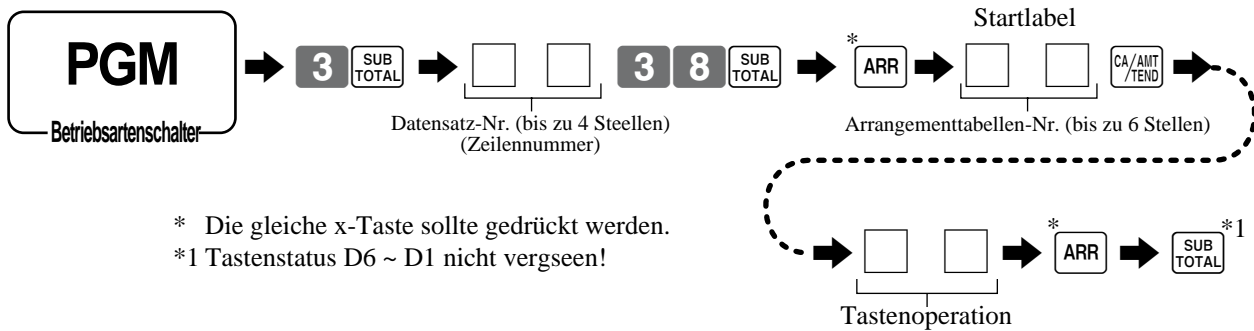 Startlabel
PGM
Betriebsartenschalter
3 SUB TOTAL
3 8 SUB TOTAL
* ARR
CA/AMT /TEND
Datensatz-Nr. (bis zu 4 Steellen)
(Zeilennummer)
Arrangementtabellen-Nr. (bis zu 6 Stellen)
* Die gleiche x-Taste sollte gedrückt werden.
*1 Tastenstatus D6 ~ D1 nicht vergseen!
* ARR
SUB TOTAL *1
Tastenoperation